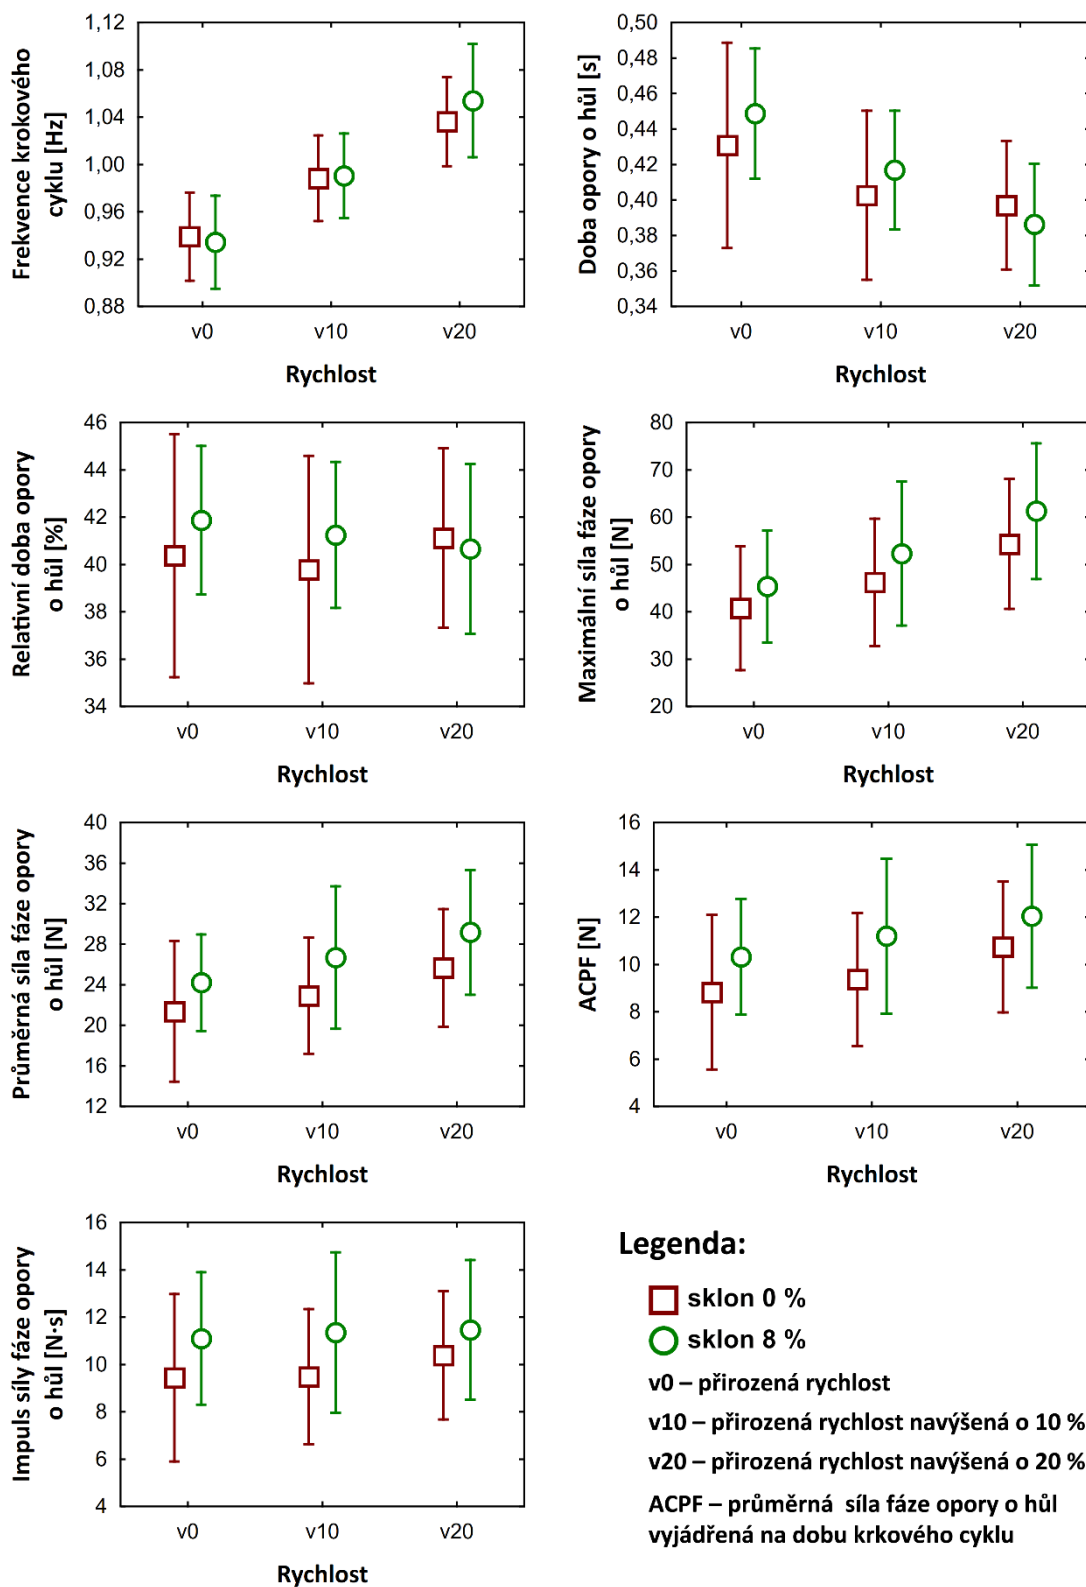 Frekvence krokového
cyklu [Hz]
1,12
1,08
1,04
1,00
0,96
0,92
0,88
v0
v10
v20
Rychlost
Doba opory o hůl [s]
0,50
0,48
0,46
0,44
0,42
0,40
0,38
0,36
0,34
v0
v10
v20
Rychlost
Relativní doba opory
o hůl [%]
46
44
42
40
38
36
34
v0
v10
v20
Rychlost
Maximální síla fáze opory
o hůl [N]
80
70
60
50
40
30
20
v0
v10
v20
Rychlost
Průměrná síla fáze opory
o hůl [N]
40
36
32
28
24
20
16
12
v0
v10
v20
Rychlost
ACPF [N]
16
14
12
10
8
6
4
v0
v10
v20
Rychlost
Impuls síly fáze opory
o hůl [N·s]
16
14
12
10
8
6
4
v0
v10
v20
Rychlost
Legenda:
sklon 0 %
sklon 8 %
v0 – přirozená rychlost
v10 – přirozená rychlost navýšená o 10 %
v20 – přirozená rychlost navýšená o 20 %
ACPF – průměrná síla fáze opory o hůl
vyjádřená na dobu krkového cyklu